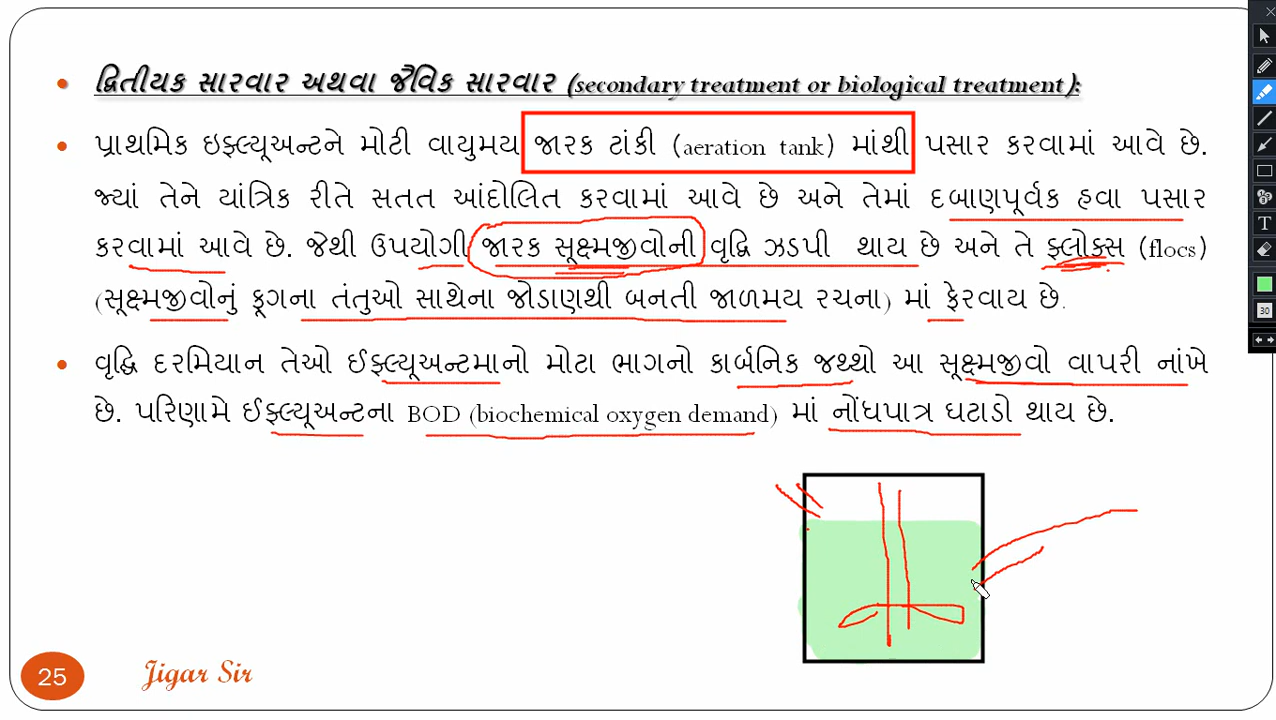 દ્વિતીયક સારવાર અથવા જૈવિક સારવાર (secondary treatment or biological treatment):
પ્રાથમિક ઇફ્લ્યૂઅન્ટને મોટી વાયુમય જારક ટાંકી (aeration tank) માંથી પસાર કરવામાં આવે છે.
જ્યાં તેને યાંત્રિક રીતે સતત આંદોલિત કરવામાં આવે છે અને તેમાં દબાણપૂર્વક હવા પસાર
કરવામાં આવે છે. જેથી ઉપયોગી જારક સૂક્ષ્મજીવોની વૃદ્ધિ ઝડપી થાય છે અને તે ફ્લોક્સ (flocs)
(સૂક્ષ્મજીવોનું ફૂગના તંતુઓ સાથેના જોડાણથી બનતી જાળમય રચના) માં ફેરવાય છે.
વૃદ્ધિ દરમિયાન તેઓ ઈફ્લ્યૂઅન્ટમાનો મોટા ભાગનો કાર્બનિક જથ્થો આ સૂક્ષ્મજીવો વાપરી નાંખે
છે. પરિણામે ઈફ્લ્યૂઅન્ટના BOD (biochemical oxygen demand) માં નોંધપાત્ર ઘટાડો થાય છે.
25 Jigar Sir
30